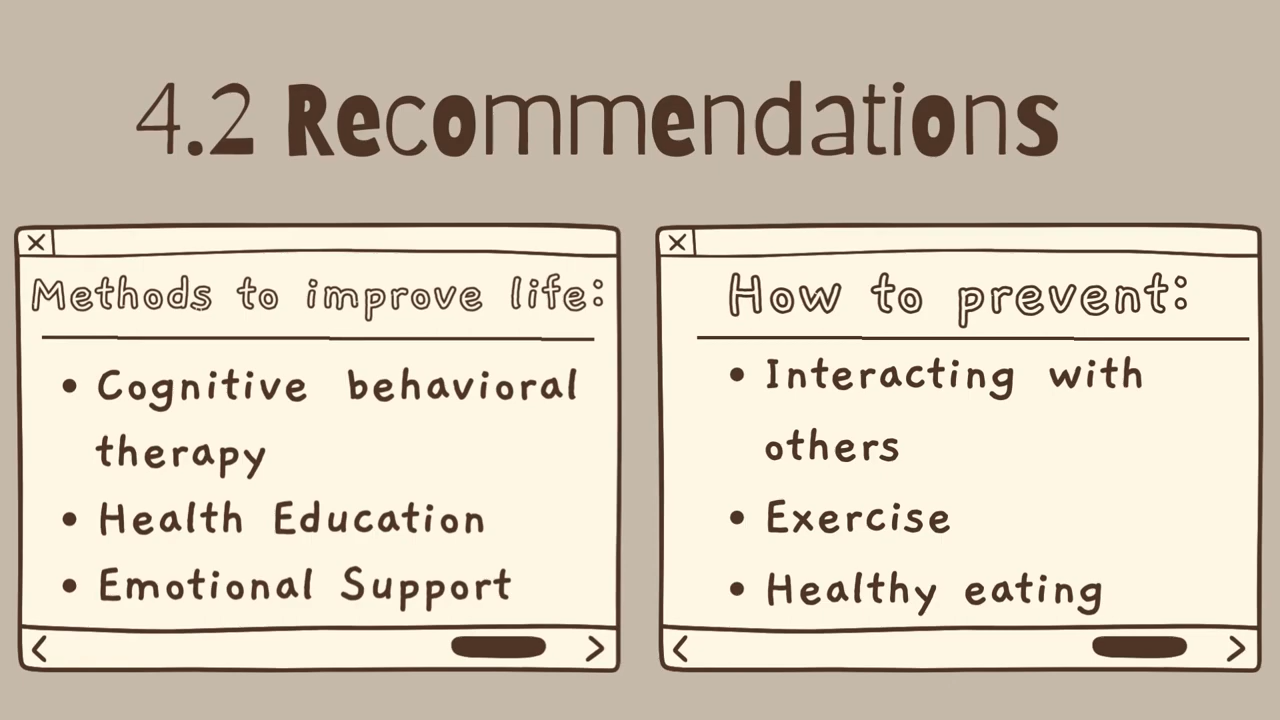 4.2 Recommendations
Methods to improve life:
• Cognitive behavioral
therapy
• Health Education
• Emotional Support
How to prevent:
• Interacting with
others
• Exercise
• Healthy eating